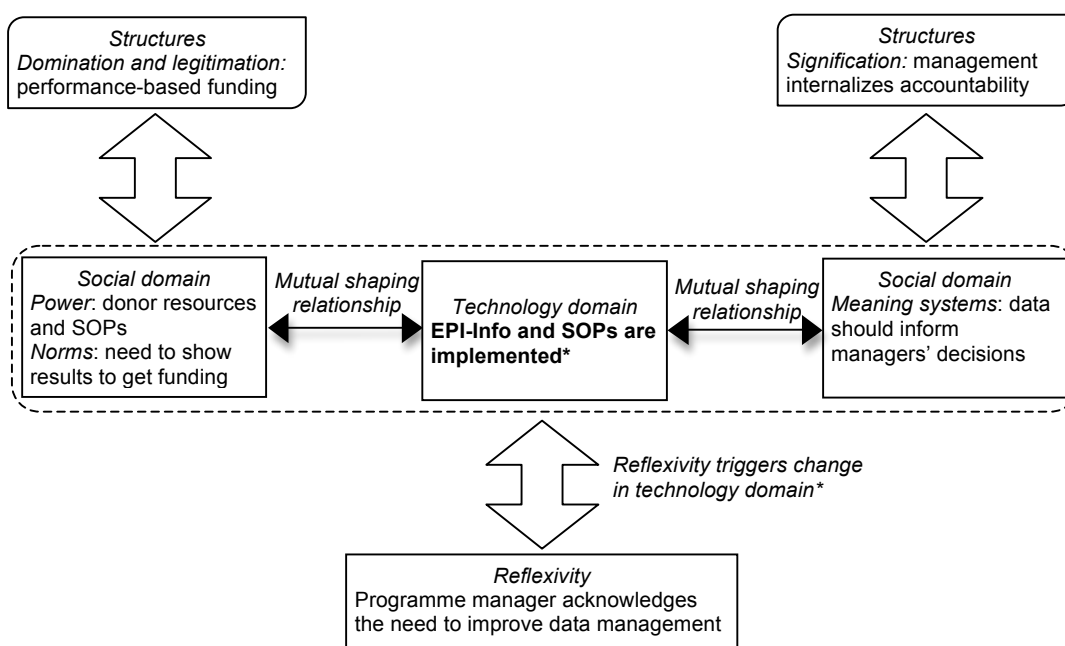 Structures
Domination and legitimation:
performance-based funding
Structures
Signification: management
internalizes accountability
Social domain
Power: donor resources
and SOPs
Norms: need to show
results to get funding
Mutual shaping
relationship
Technology domain
EPI-Info and SOPs are
implemented*
Mutual shaping
relationship
Social domain
Meaning systems: data
should inform
managers’ decisions
Reflexivity triggers change
in technology domain*
Reflexivity
Programme manager acknowledges
the need to improve data management